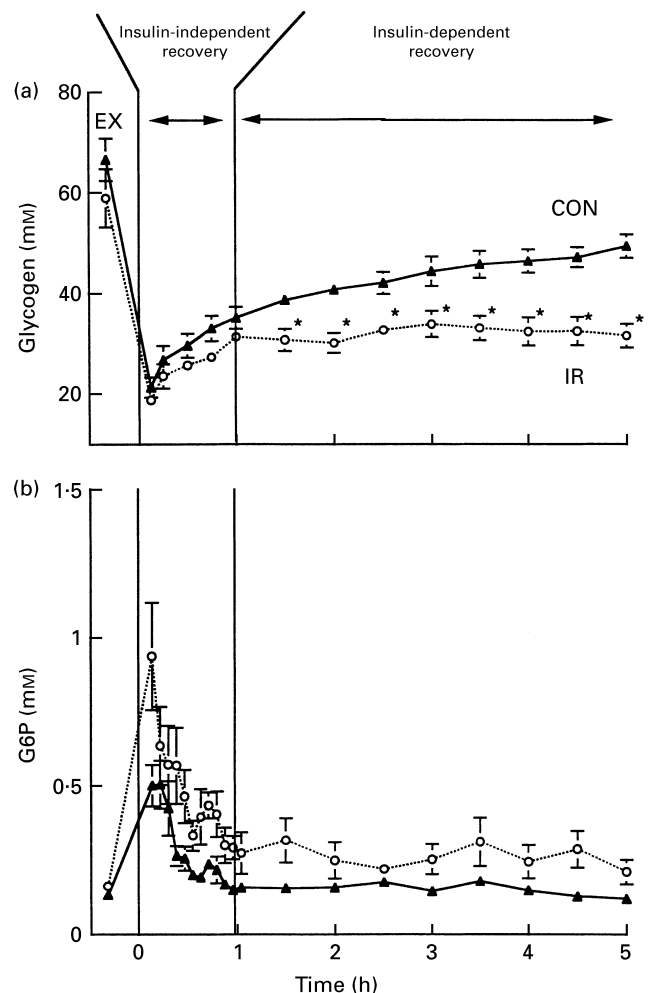 Insulin-independent
recovery
Insulin-dependent
recovery
(a)
80
EX
60
CON
Glycogen (mM)
40
* * * * * * * *
IR
20
(b)
1·5
1
G6P (mM)
0·5
0
0 1 2 3 4 5
Time (h)